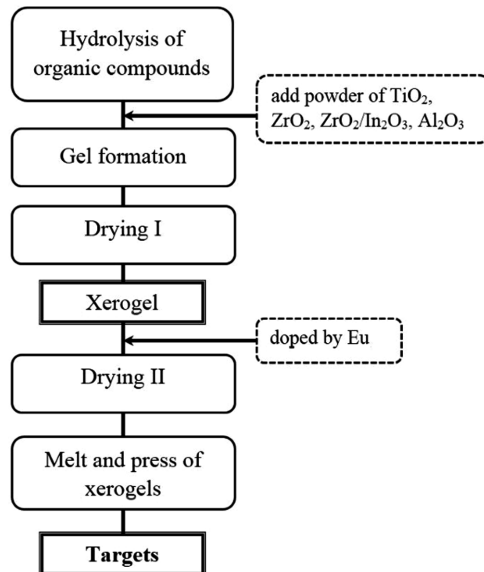 Hydrolysis of
organic compounds
add powder of TiO₂,
ZrO₂, ZrO₂/In₂O₃, Al₂O₃
Gel formation
Drying I
Xerogel
doped by Eu
Drying II
Melt and press of
xerogels
Targets